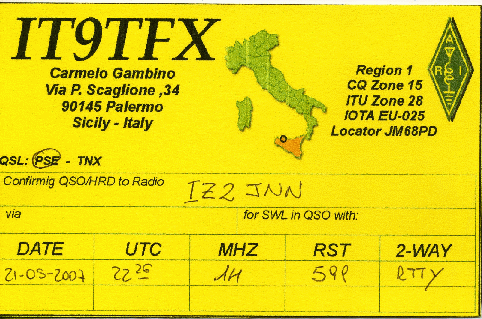 IT9TFX
Carmelo Gambino
Via P. Scaglione ,34
90145 Palermo
Sicily - Italy
Region 1
CQ Zone 15
ITU Zone 28
IOTA EU-025
Locator JM68PD
A
R I
QSL: PSE - TNX
Confirmig QSO/HRD to Radio IZ2JNN
via for SWL in QSO with:
DATE UTC MHZ RST 2-WAY
21-05-2007 22 25 14 599 RTTY